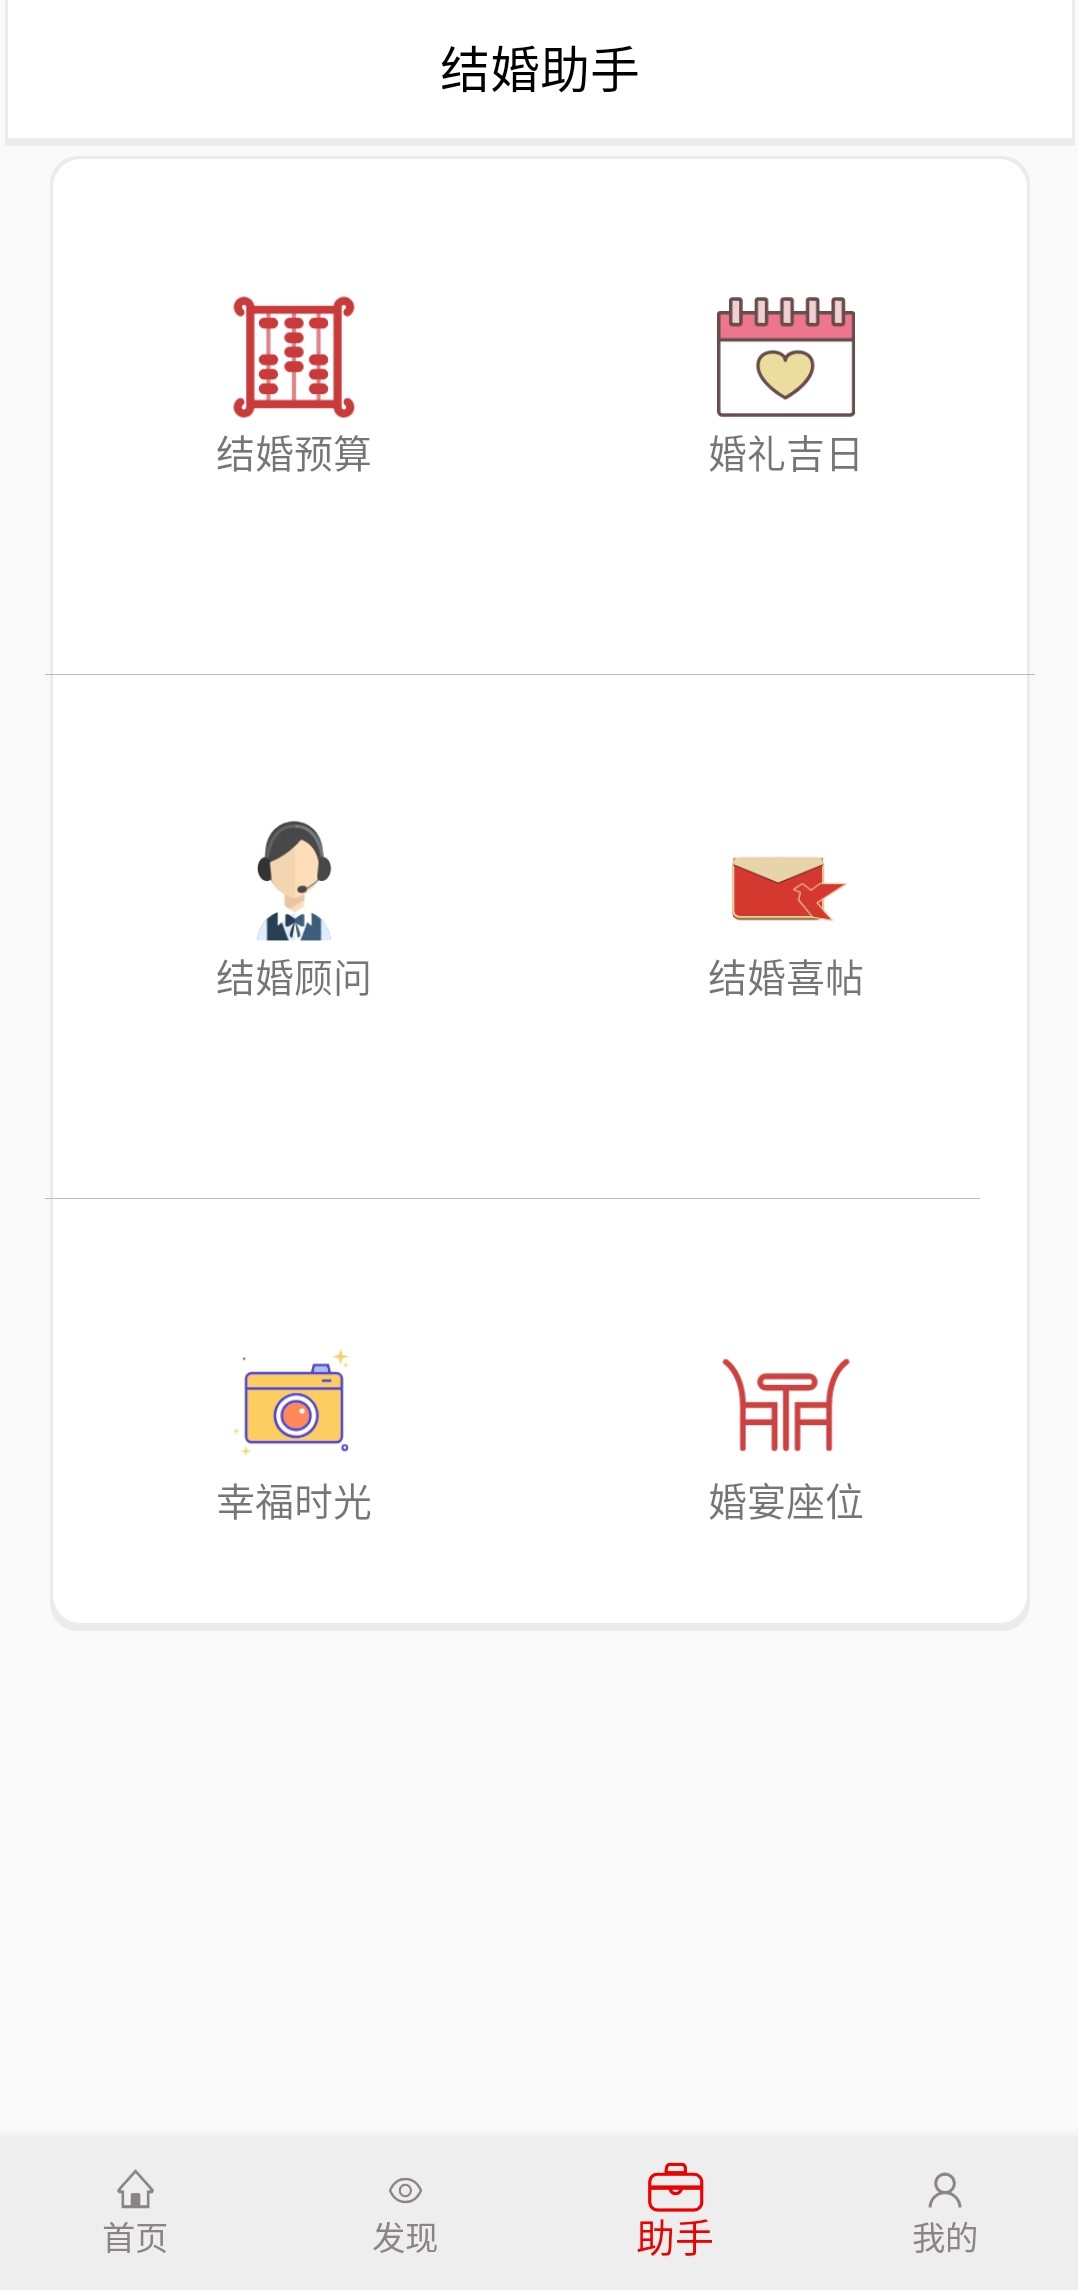 结婚助手
结婚预算
婚礼吉日
结婚顾问
结婚喜帖
幸福时光
婚宴座位
首页
发现
助手
我的